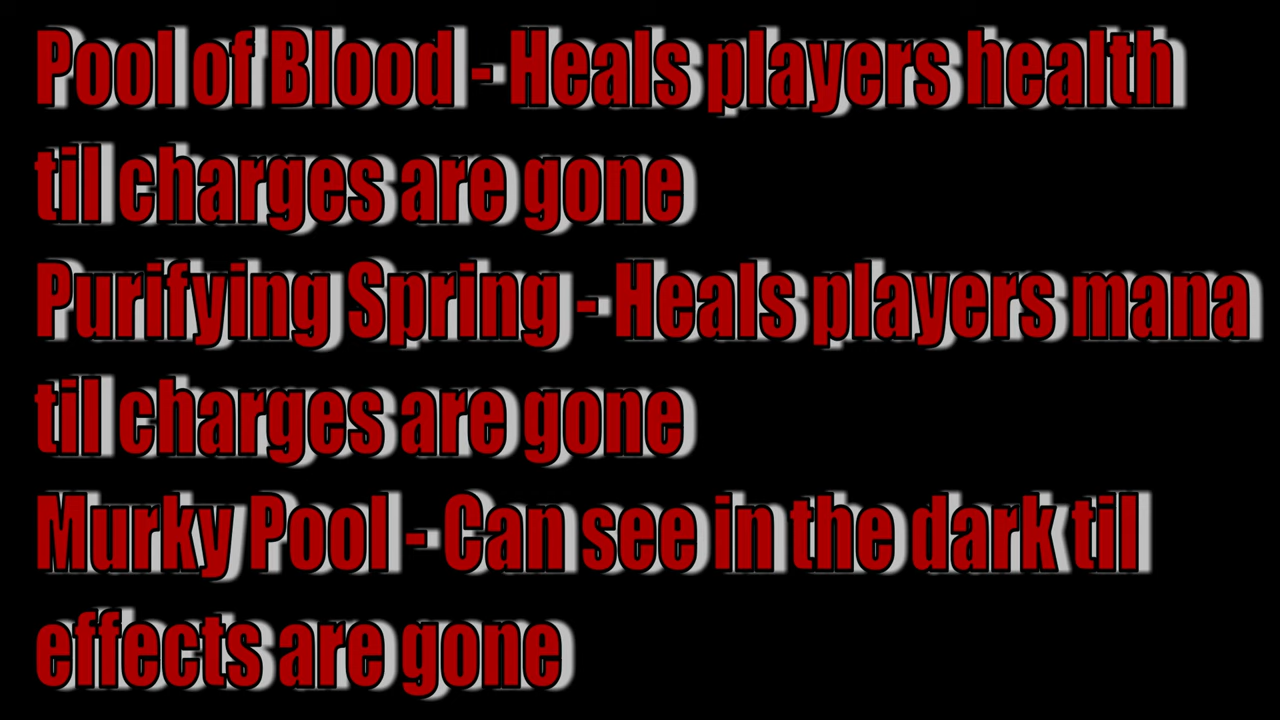 Pool of Blood - Heals players health
til charges are gone
Purifying Spring - Heals players mana
til charges are gone
Murky Pool - Can see in the dark til
effects are gone